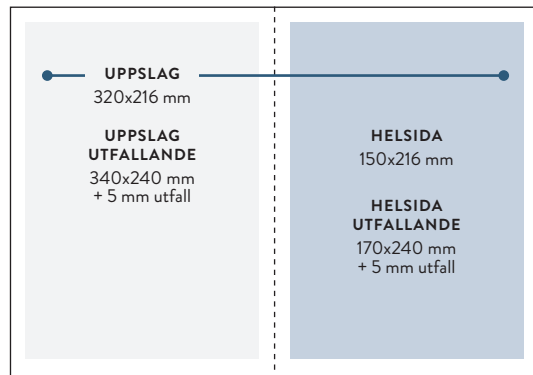 UPPSLAG
320x216 mm
UPPSLAG
UTFALLANDE
340x240 mm
+ 5 mm utfall
HELSIDA
150x216 mm
HELSIDA
UTFALLANDE
170x240 mm
+ 5 mm utfall